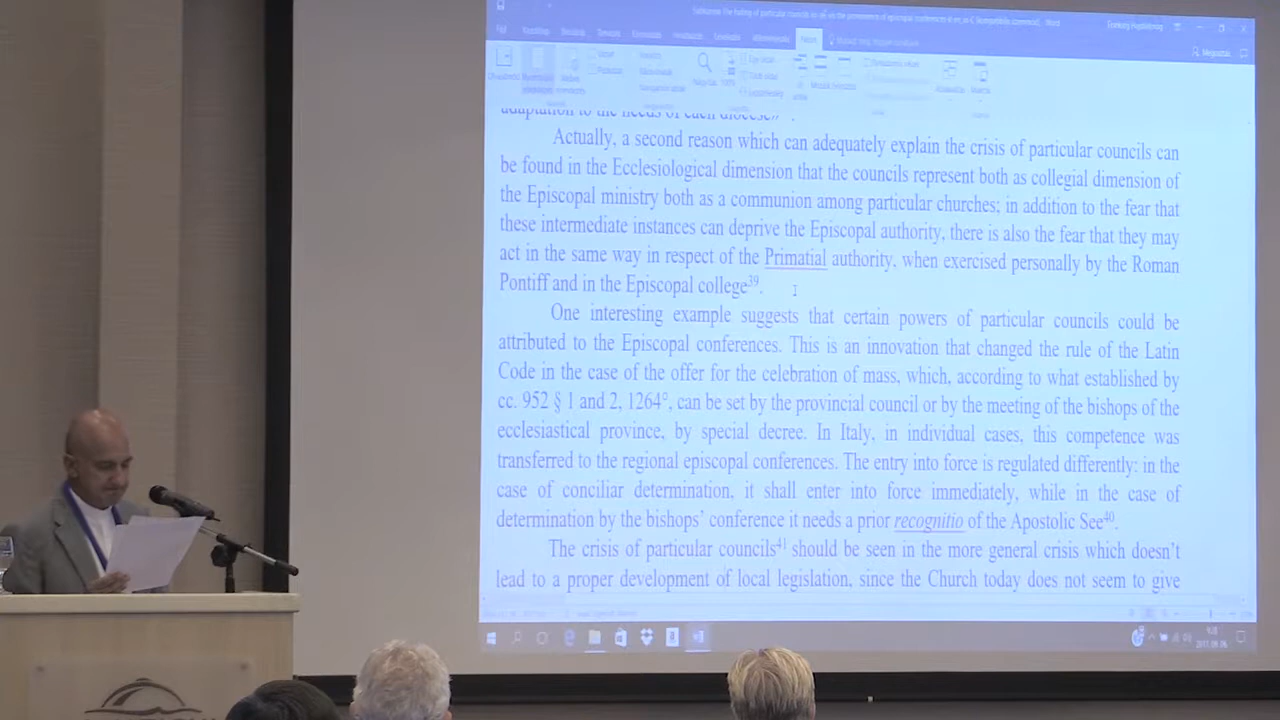 adaptation to the needs of each diocese» .
Actually, a second reason which can adequately explain the crisis of particular councils can
be found in the Ecclesiological dimension that the councils represent both as collegial dimension of
the Episcopal ministry both as a communion among particular churches; in addition to the fear that
these intermediate instances can deprive the Episcopal authority, there is also the fear that they may
act in the same way in respect of the Primatial authority, when exercised personally by the Roman
Pontiff and in the Episcopal college³⁹.
One interesting example suggests that certain powers of particular councils could be
attributed to the Episcopal conferences. This is an innovation that changed the rule of the Latin
Code in the case of the offer for the celebration of mass, which, according to what established by
cc. 952 § 1 and 2, 1264°, can be set by the provincial council or by the meeting of the bishops of the
ecclesiastical province, by special decree. In Italy, in individual cases, this competence was
transferred to the regional episcopal conferences. The entry into force is regulated differently: in the
case of conciliar determination, it shall enter into force immediately, while in the case of
determination by the bishops' conference it needs a prior recognitio of the Apostolic See⁴⁰.
The crisis of particular councils⁴¹ should be seen in the more general crisis which doesn't
lead to a proper development of local legislation, since the Church today does not seem to give